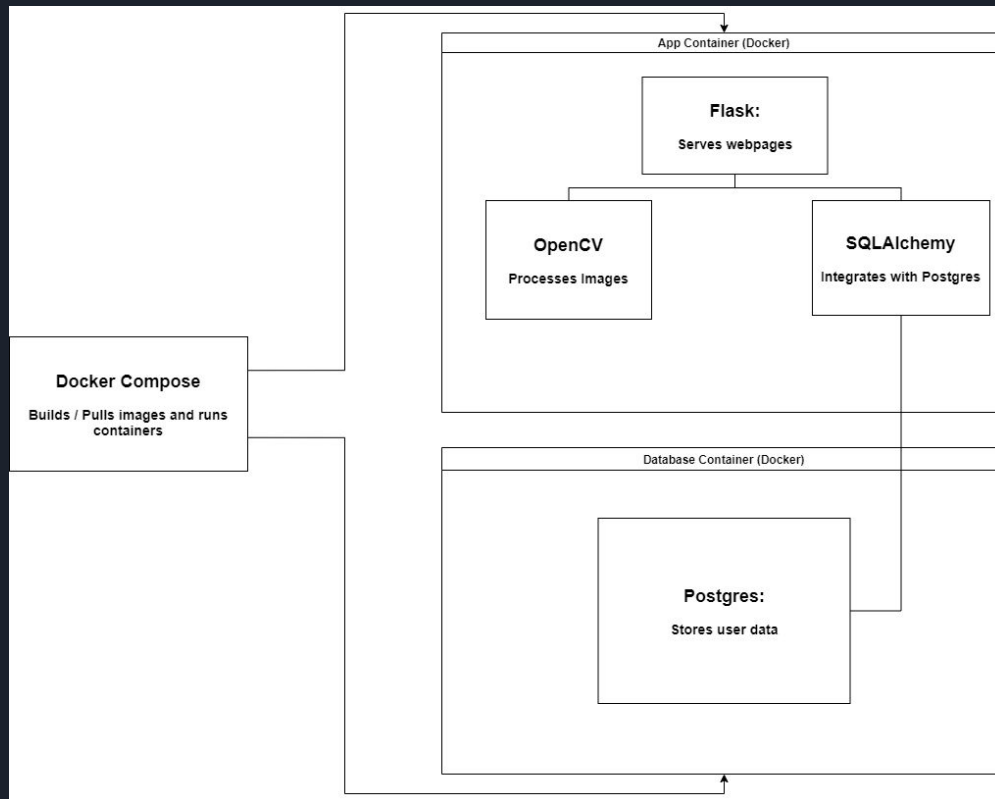 App Container (Docker)
Flask:
Serves webpages
OpenCV
Processes Images
SQLAlchemy
Integrates with Postgres
Docker Compose
Builds / Pulls images and runs
containers
Database Container (Docker)
Postgres:
Stores user data